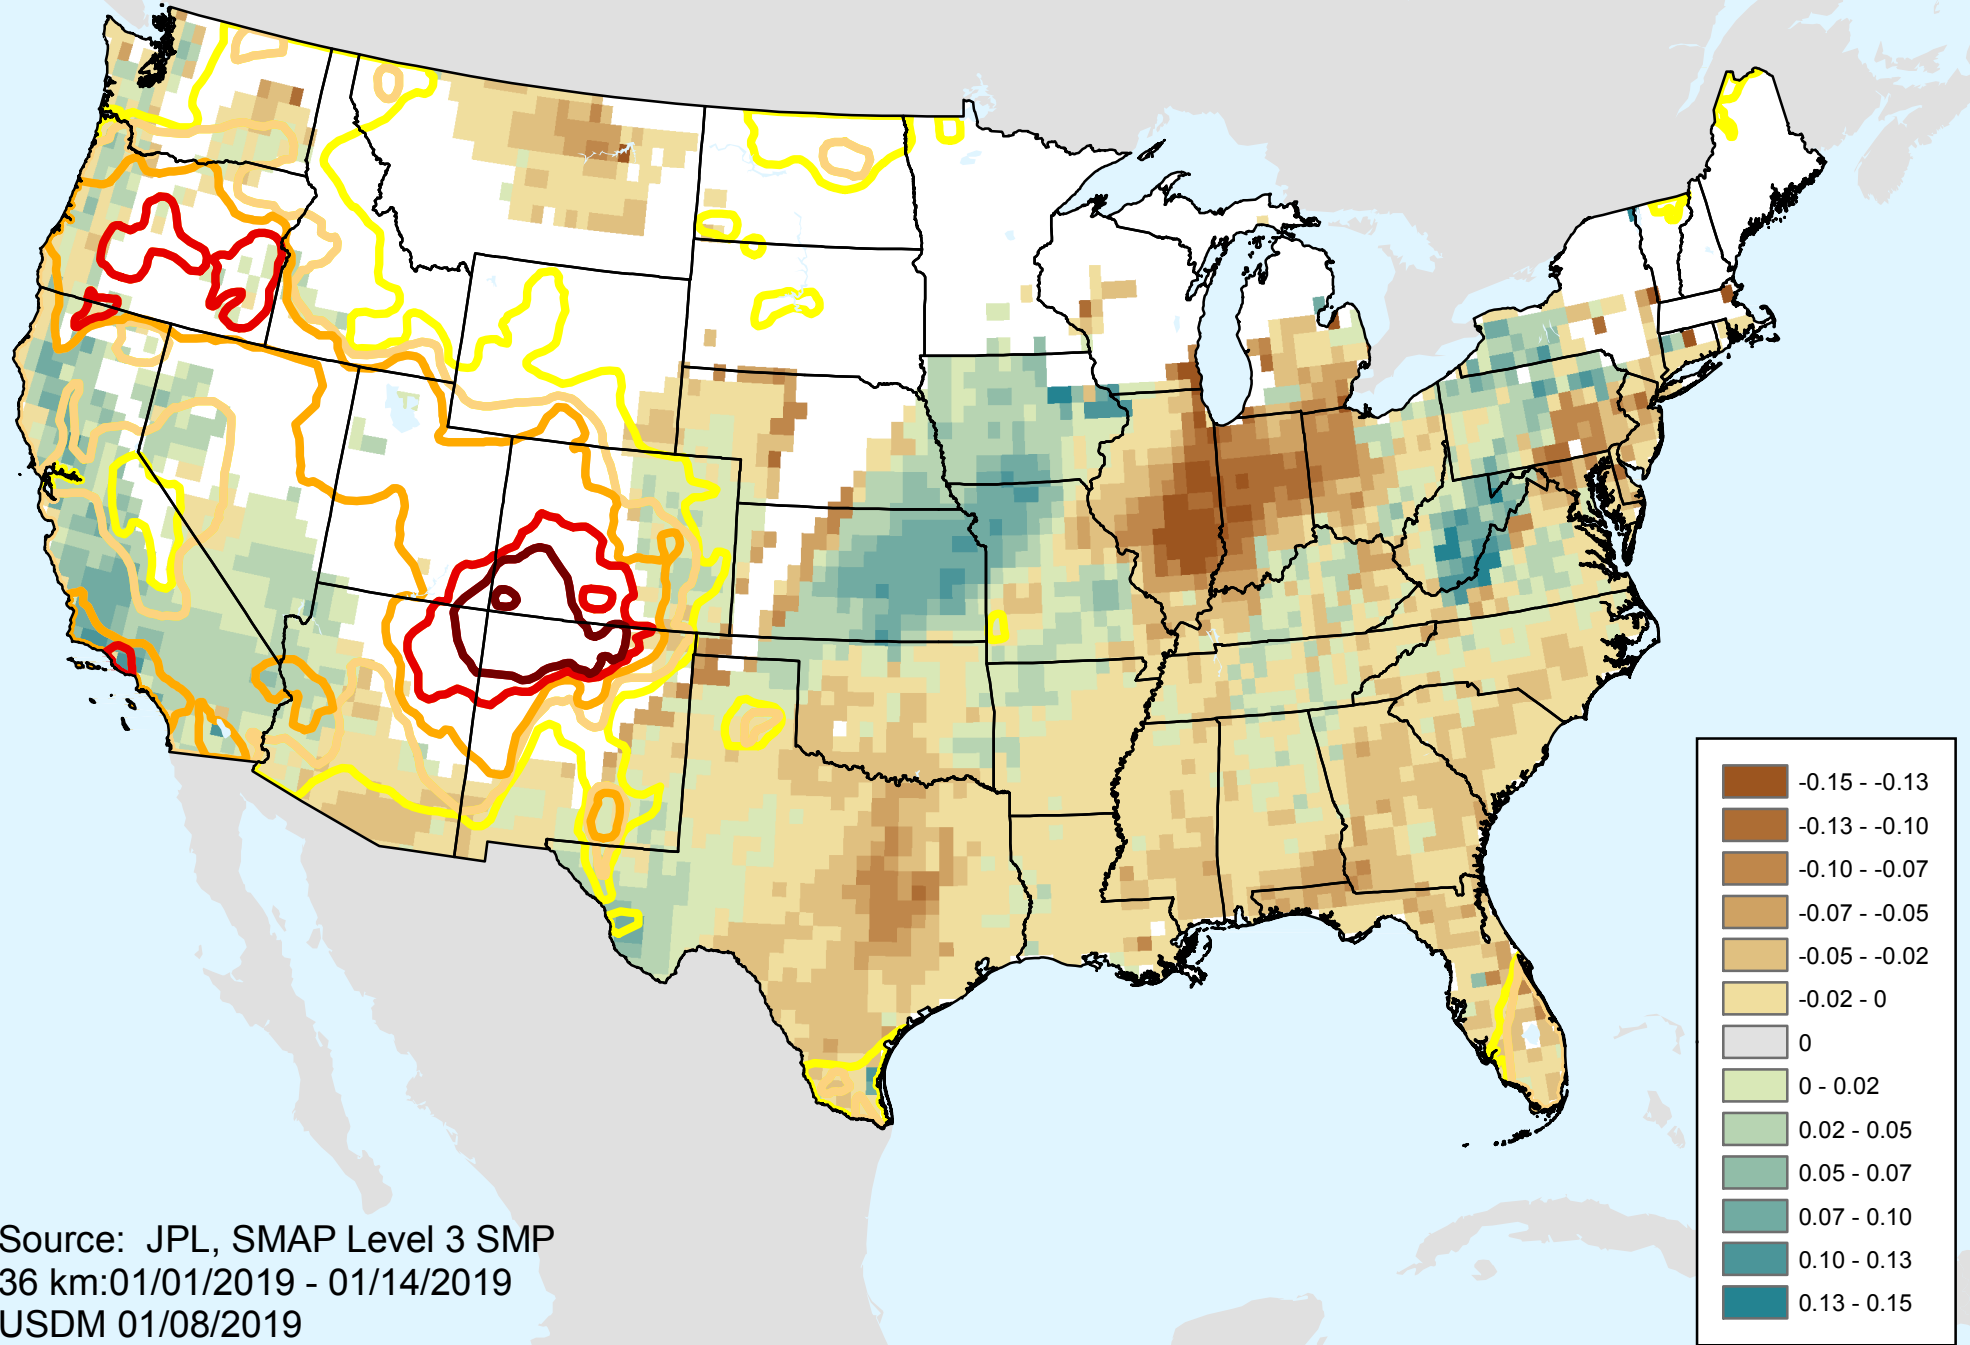 -0.15 - -0.13
-0.13 - -0.10
-0.10 - -0.07
-0.07 - -0.05
-0.05 - -0.02
-0.02 - 0
0
0 - 0.02
0.02 - 0.05
0.05 - 0.07
0.07 - 0.10
0.10 - 0.13
0.13 - 0.15
Source:  JPL, SMAP Level 3 SMP
36 km:01/01/2019 - 01/14/2019
USDM 01/08/2019